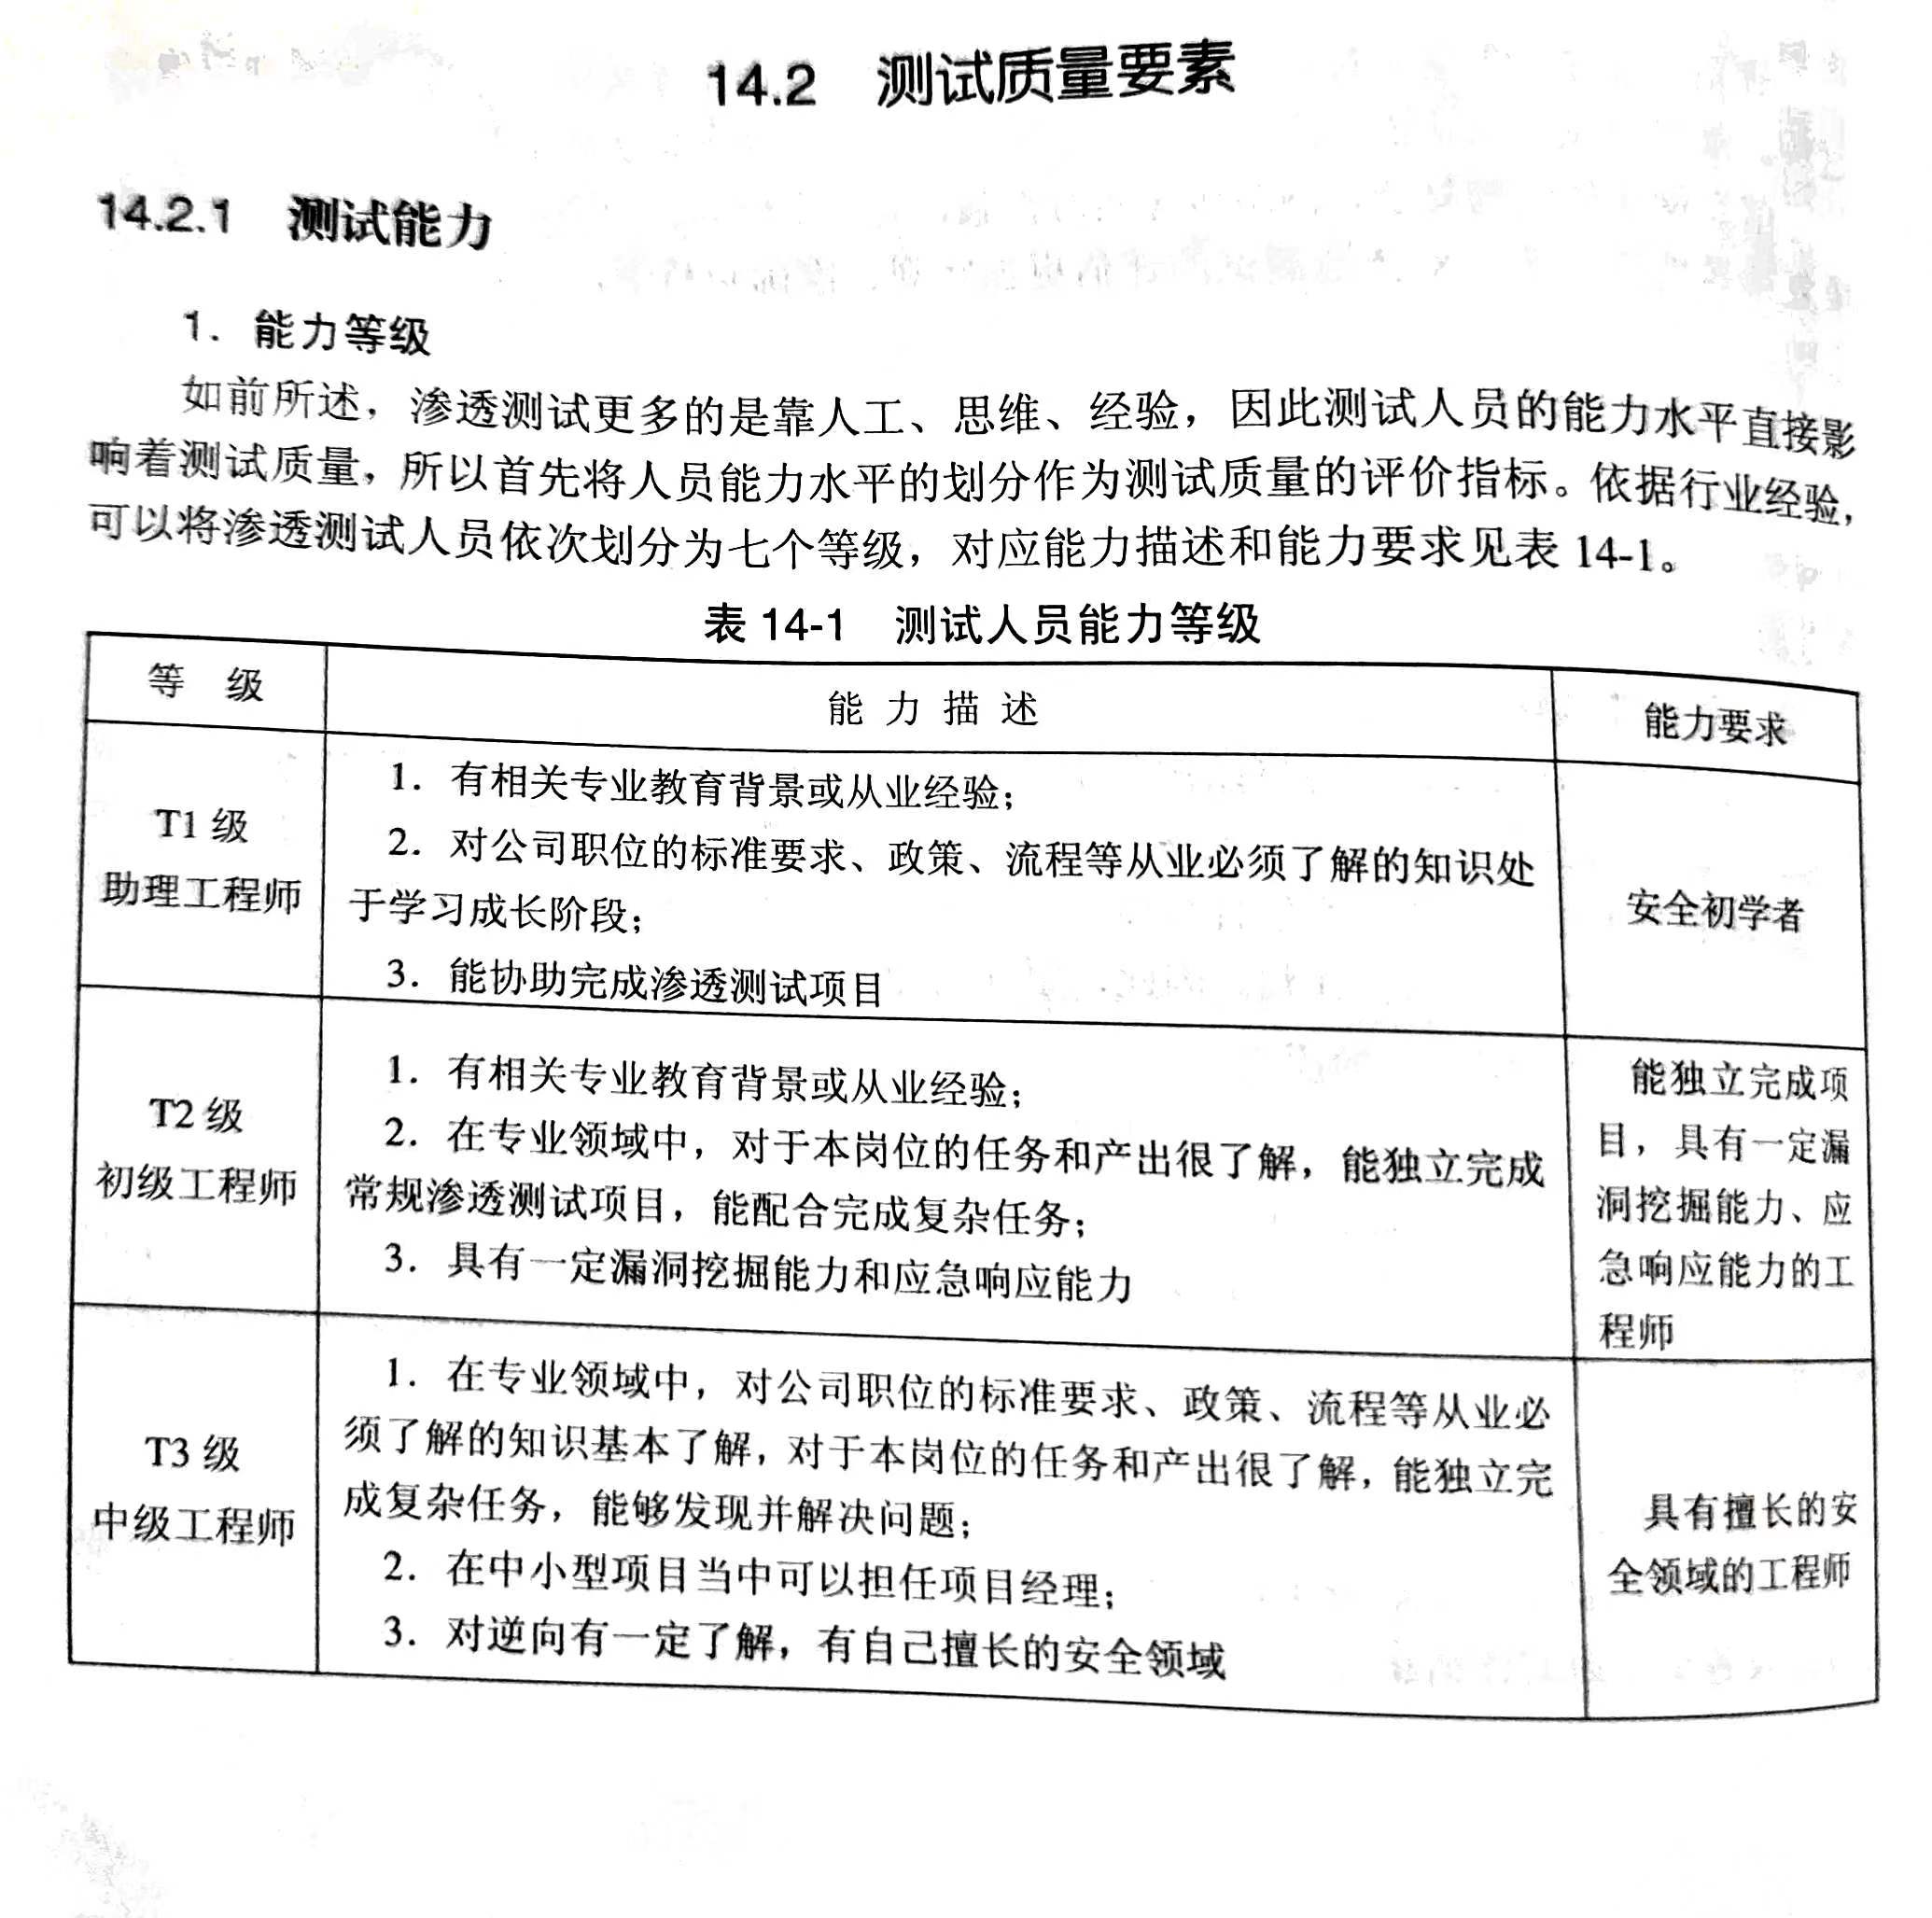 14.2 测试质量要素
14.2.1 测试能力
1. 能力等级
如前所述，渗透测试更多的是靠人工、思维、经验，因此测试人员的能力水平直接影
响着测试质量，所以首先将人员能力水平的划分作为测试质量的评价指标。依据行业经验，
可以将渗透测试人员依次划分为七个等级，对应能力描述和能力要求见表 14-1。
表 14-1 测试人员能力等级
等 级
能 力 描 述
能力要求
T1 级
助理工程师
1. 有相关专业教育背景或从业经验；
2. 对公司职位的标准要求、政策、流程等从业必须了解的知识处
于学习成长阶段；
3. 能协助完成渗透测试项目
安全初学者
T2 级
初级工程师
1. 有相关专业教育背景或从业经验；
2. 在专业领域中，对于本岗位的任务和产出很了解，能独立完成
常规渗透测试项目，能配合完成复杂任务；
3. 具有一定漏洞挖掘能力和应急响应能力
能独立完成项
目，具有一定漏
洞挖掘能力、应
急响应能力的工
程师
T3 级
中级工程师
1. 在专业领域中，对公司职位的标准要求、政策、流程等从业必
须了解的知识基本了解，对于本岗位的任务和产出很了解，能独立完
成复杂任务，能够发现并解决问题；
2. 在中小型项目当中可以担任项目经理；
3. 对逆向有一定了解，有自己擅长的安全领域
具有擅长的安
全领域的工程师